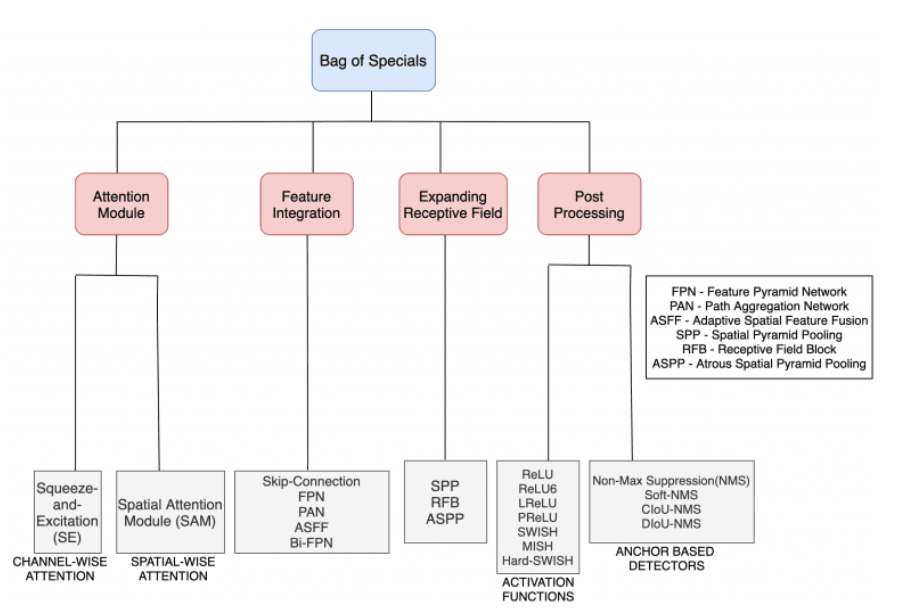 Bag of Specials
Attention
Module
Feature
Integration
Expanding
Receptive Field
Post
Processing
FPN - Feature Pyramid Network
PAN - Path Aggregation Network
ASFF - Adaptive Spatial Feature Fusion
SPP - Spatial Pyramid Pooling
RFB - Receptive Field Block
ASPP - Atrous Spatial Pyramid Pooling
Squeeze-
and-
Excitation
(SE)
CHANNEL-WISE
ATTENTION
Spatial Attention
Module (SAM)
SPATIAL-WISE
ATTENTION
Skip-Connection
FPN
PAN
ASFF
Bi-FPN
SPP
RFB
ASPP
ReLU
ReLU6
LReLU
PReLU
SWISH
MISH
Hard-SWISH
ACTIVATION
FUNCTIONS
Non-Max Suppression(NMS)
Soft-NMS
CIoU-NMS
DIoU-NMS
ANCHOR BASED
DETECTORS